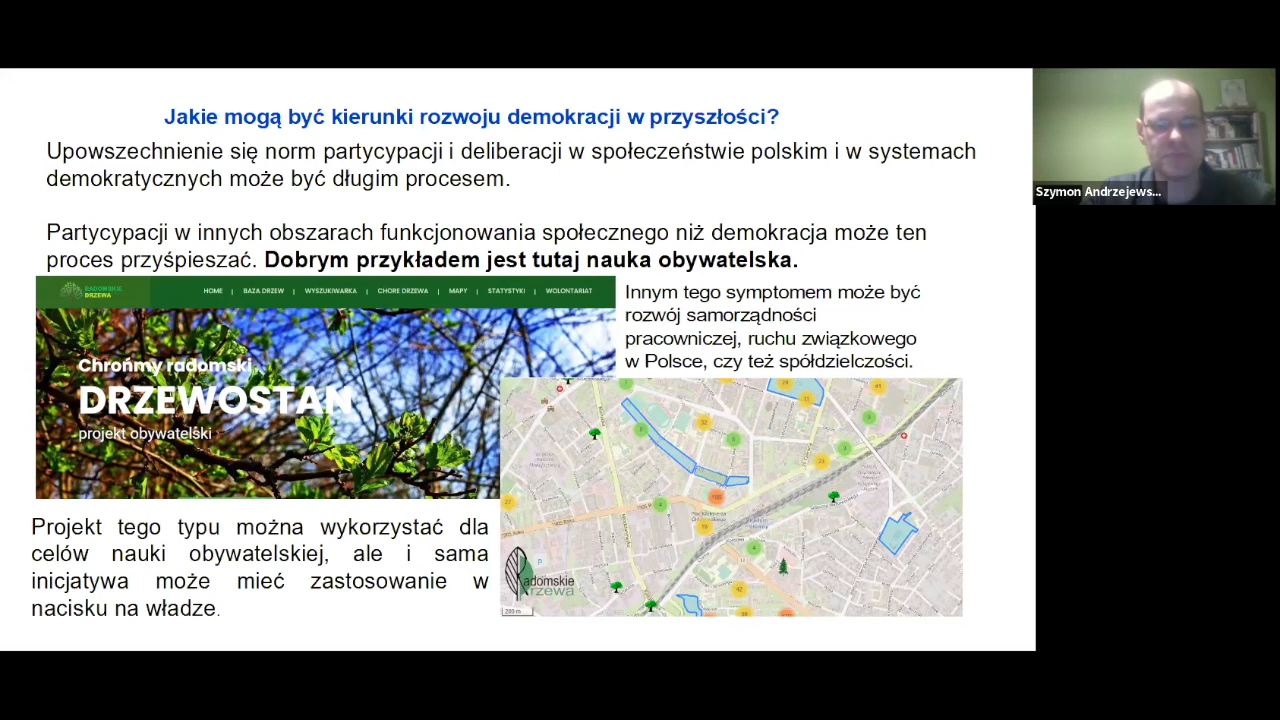 Jakie mogą być kierunki rozwoju demokracji w przyszłości?
Upowszechnienie się norm partycypacji i deliberacji w społeczeństwie polskim i w systemach
demokratycznych może być długim procesem.
Partycypacji w innych obszarach funkcjonowania społecznego niż demokracja może ten
proces przyśpieszać. Dobrym przykładem jest tutaj nauka obywatelska.
RADOMSKIE
DRZEWA
HOME | BAZA DRZEW | WYSZUKIWARKA | CHORE DRZEWA | MAPY | STATYSTYKI | WOLONTARIAT
Chrońmy radomski
DRZEWOSTAN
projekt obywatelski
Innym tego symptomem może być
rozwój samorządności
pracowniczej, ruchu związkowego
w Polsce, czy też spółdzielczości.
Projekt tego typu można wykorzystać dla
celów nauki obywatelskiej, ale i sama
inicjatywa może mieć zastosowanie w
nacisku na władze.
adomskie
rzewa
200 m
Szymon Andrzejews...